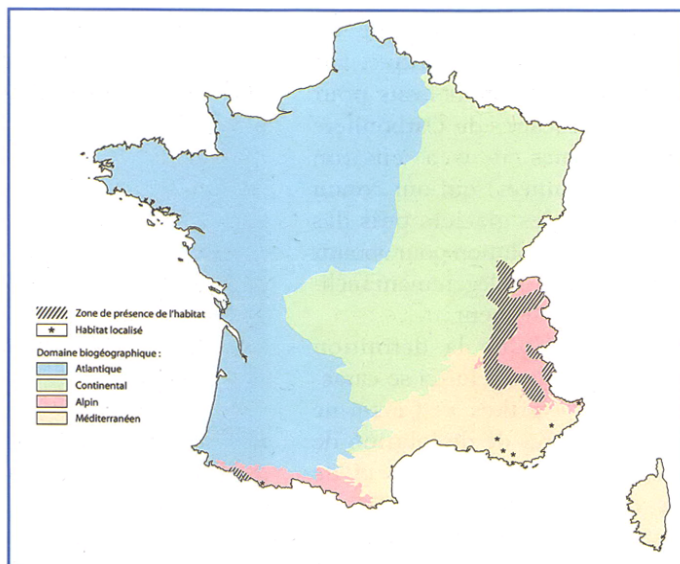 Zone de présence de l'habitat
* Habitat localisé
Domaine biogéographique :
Atlantique
Continental
Alpin
Méditerranéen